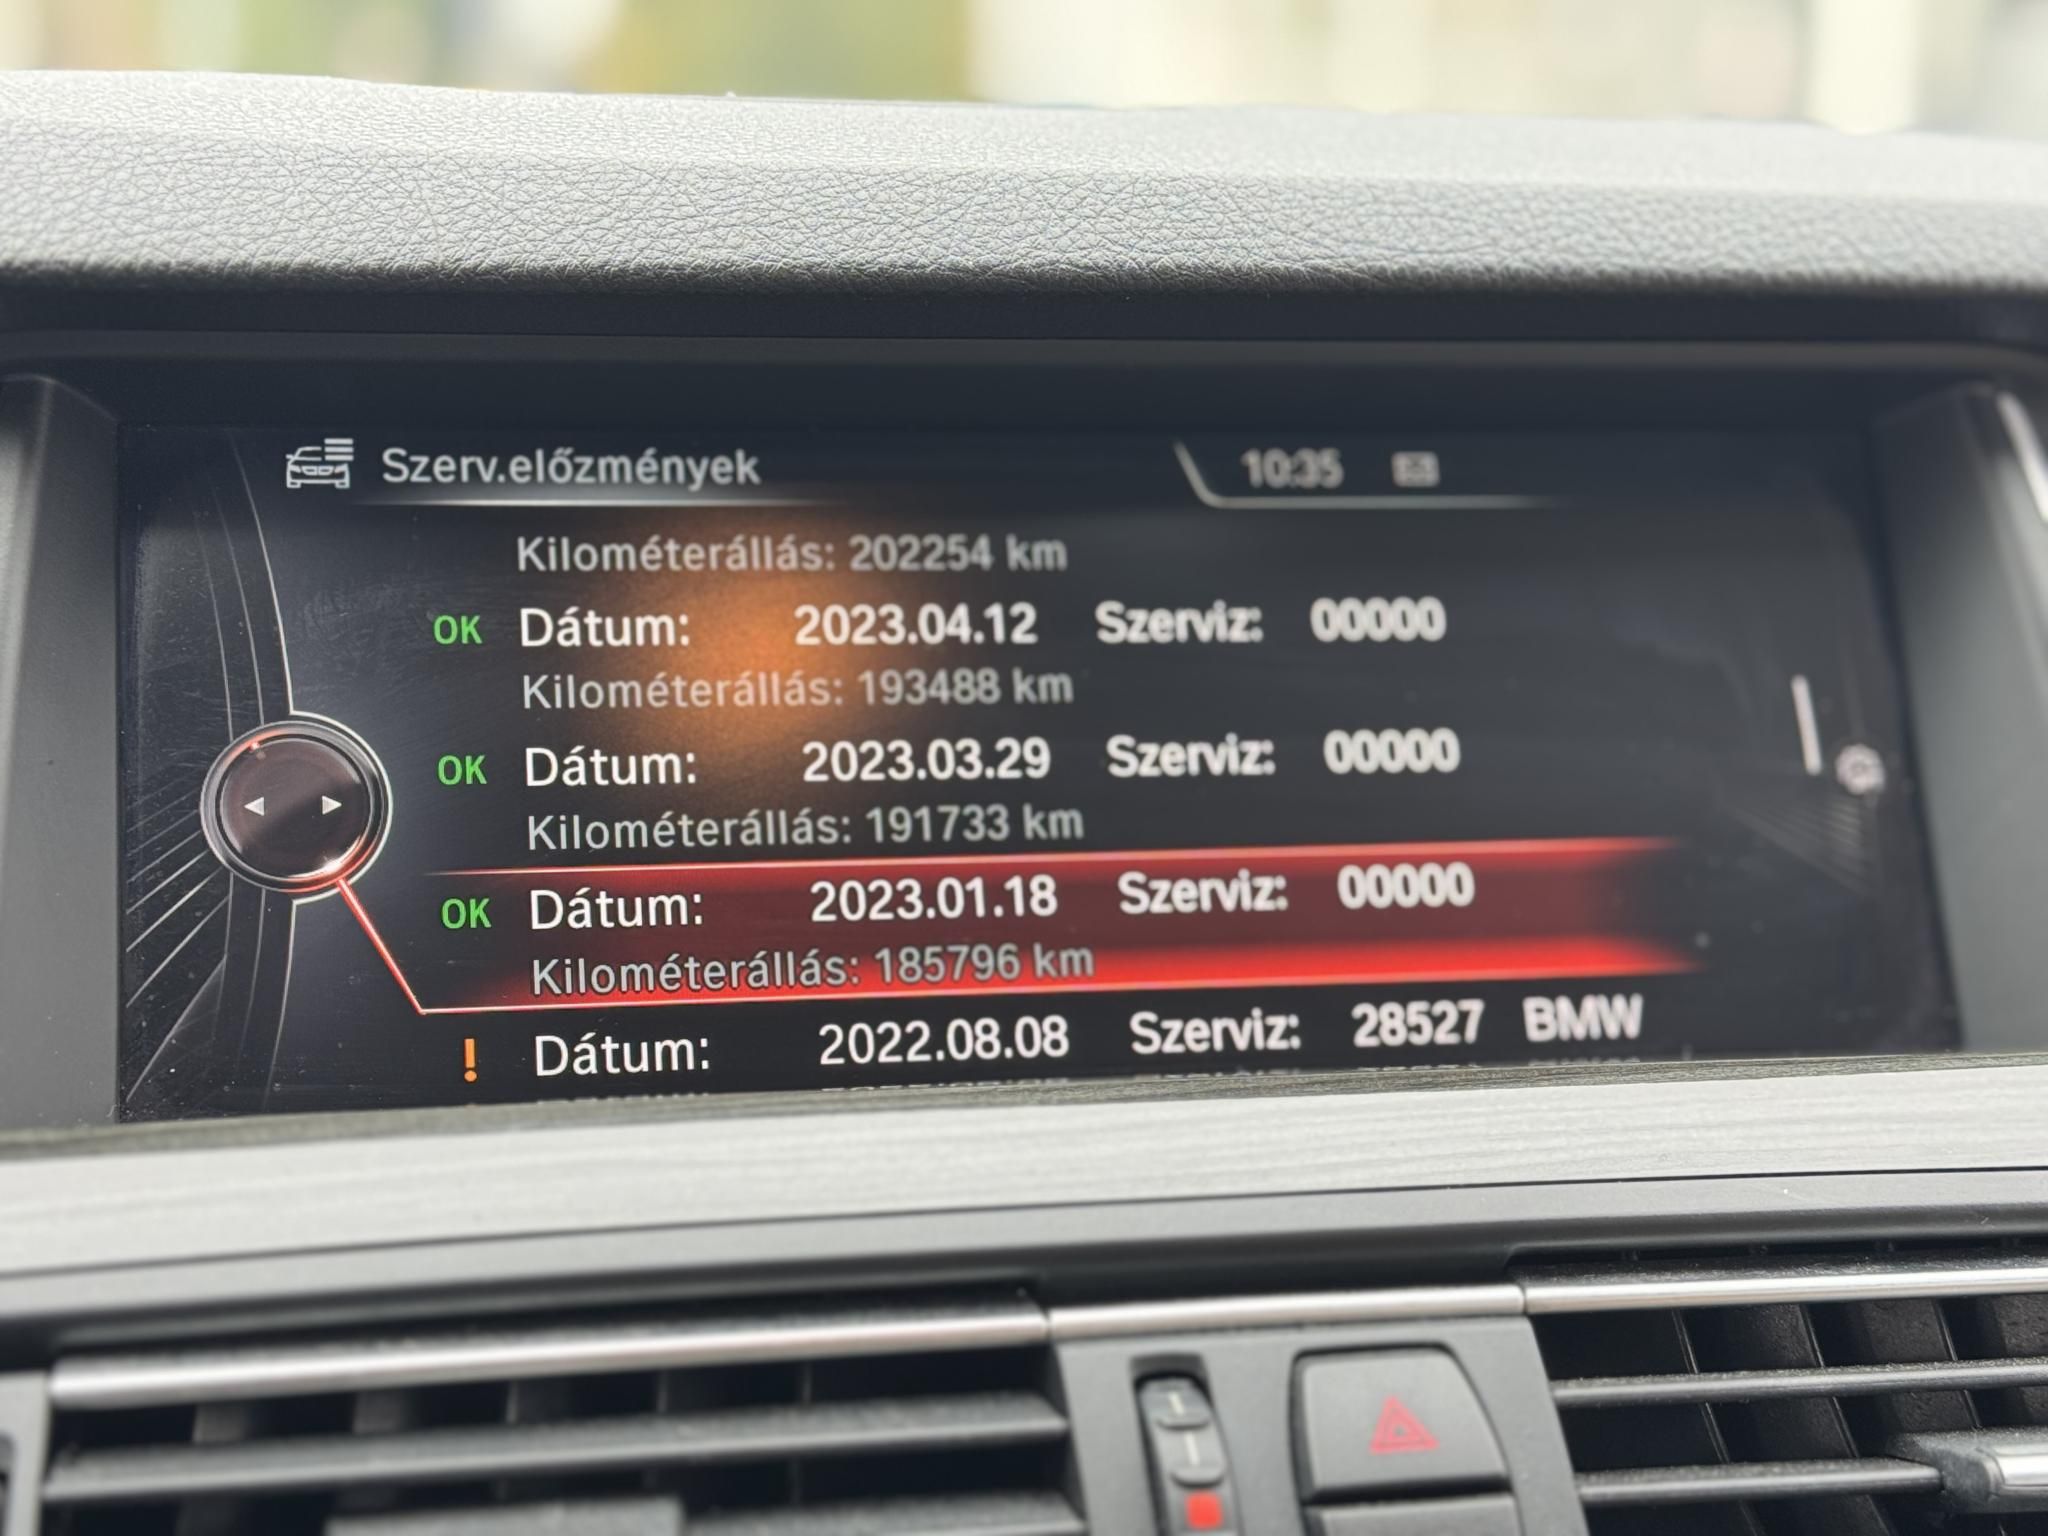 Szerv.előzmények 10:35
Kilométerállás: 202254 km
OK Dátum: 2023.04.12 Szerviz: 00000
Kilométerállás: 193488 km
OK Dátum: 2023.03.29 Szerviz: 00000
Kilométerállás: 191733 km
OK Dátum: 2023.01.18 Szerviz: 00000
Kilométerállás: 185796 km
! Dátum: 2022.08.08 Szerviz: 28527 BMW